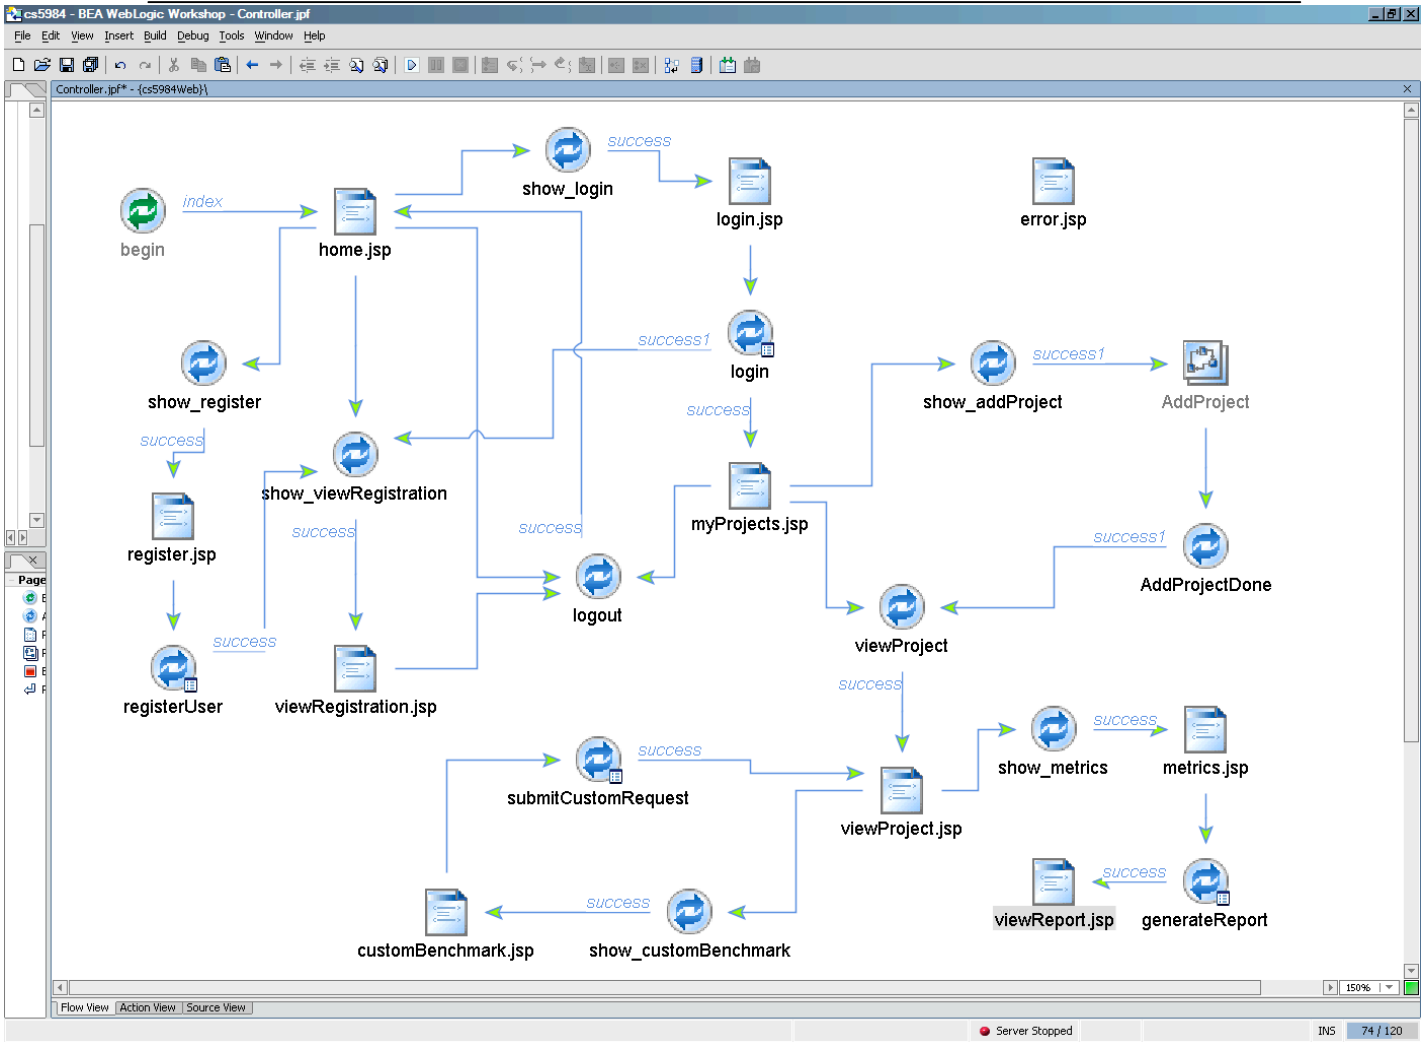 cs5984 - BEA WebLogic Workshop - Controller.jpf
File Edit View Insert Build Debug Tools Window Help
Controller.jpf* - {cs5984Web}\
success
show_login
login.jsp
error.jsp
index
begin
home.jsp
success1
login
success
show_register
show_addProject
success1
AddProject
success
show_viewRegistration
success
register.jsp
success
myProjects.jsp
success1
AddProjectDone
logout
viewProject
success
registerUser
viewRegistration.jsp
success
success
submitCustomRequest
viewProject.jsp
show_metrics
success
metrics.jsp
success
customBenchmark.jsp
show_customBenchmark
success
viewReport.jsp
generateReport
Page
150%
Flow View Action View Source View
Server Stopped
INS 74 / 120